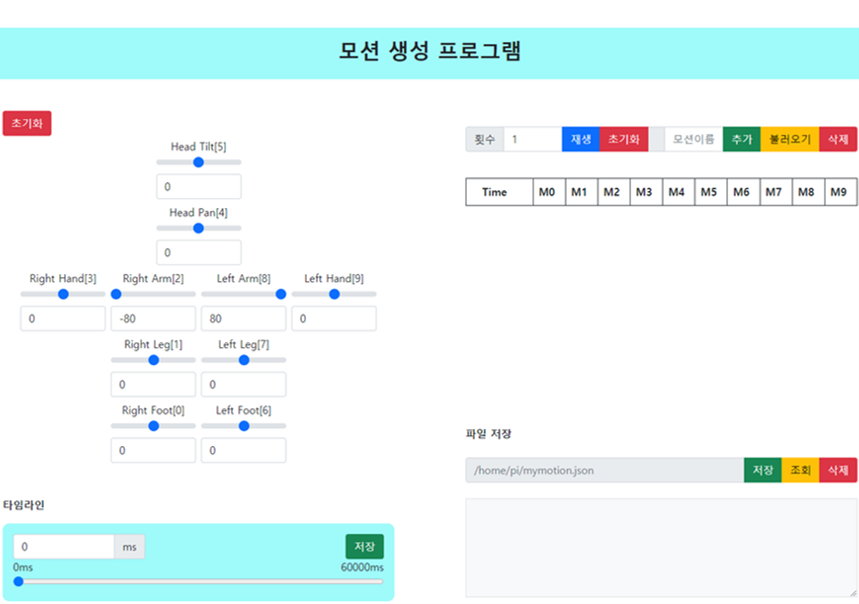 모션 생성 프로그램
초기화
Head Tilt[5]
0
Head Pan[4]
0
Right Hand[3] Right Arm[2] Left Arm[8] Left Hand[9]
0 -80 80 0
Right Leg[1] Left Leg[7]
0 0
Right Foot[0] Left Foot[6]
0 0
타임라인
0 ms 저장
0ms 60000ms
횟수 1 재생 초기화 모션이름 추가 불러오기 삭제
Time M0 M1 M2 M3 M4 M5 M6 M7 M8 M9
파일 저장
/home/pi/mymotion.json 저장 조회 삭제